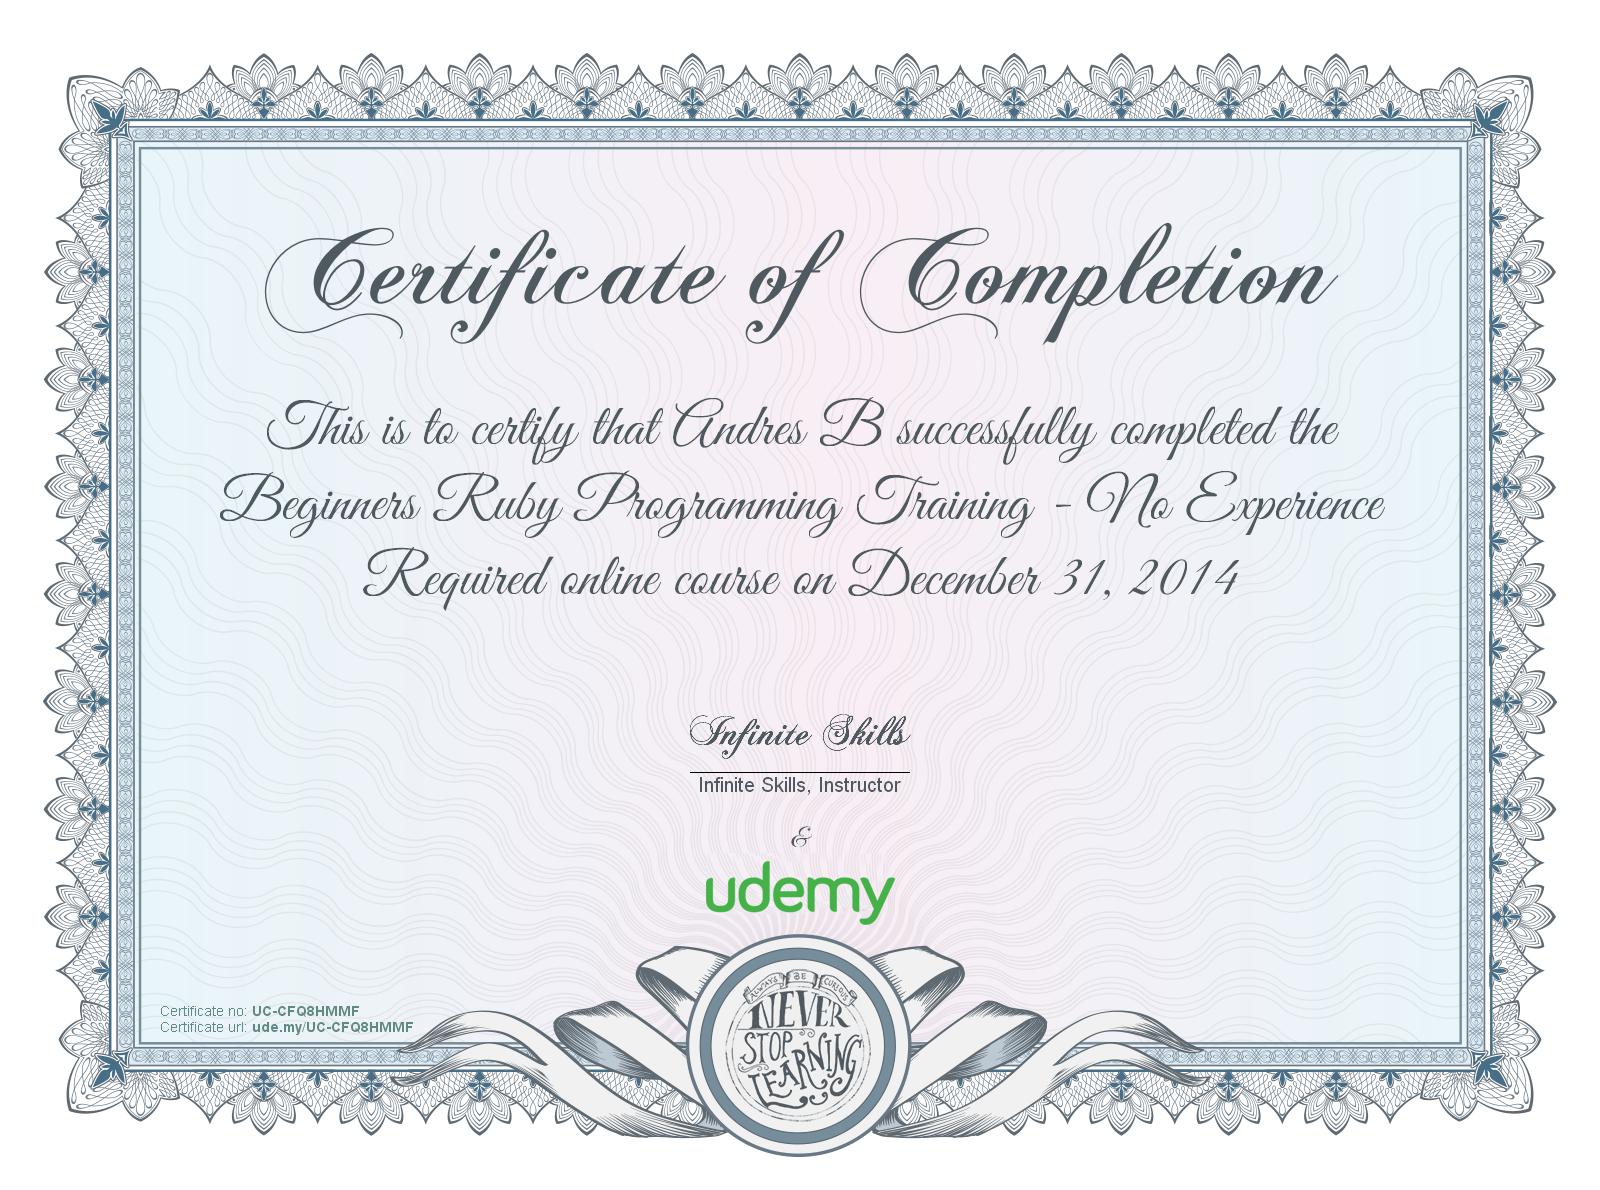 Certificate of Completion
This is to certify that Andres B successfully completed the
Beginners Ruby Programming Training - No Experience
Required online course on December 31, 2014
Infinite Skills
Infinite Skills, Instructor
&
udemy
Certificate no: UC-CFQ8HMMF
Certificate url: ude.my/UC-CFQ8HMMF
ALWAYS BE CURIOUS
NEVER
STOP
LEARNING